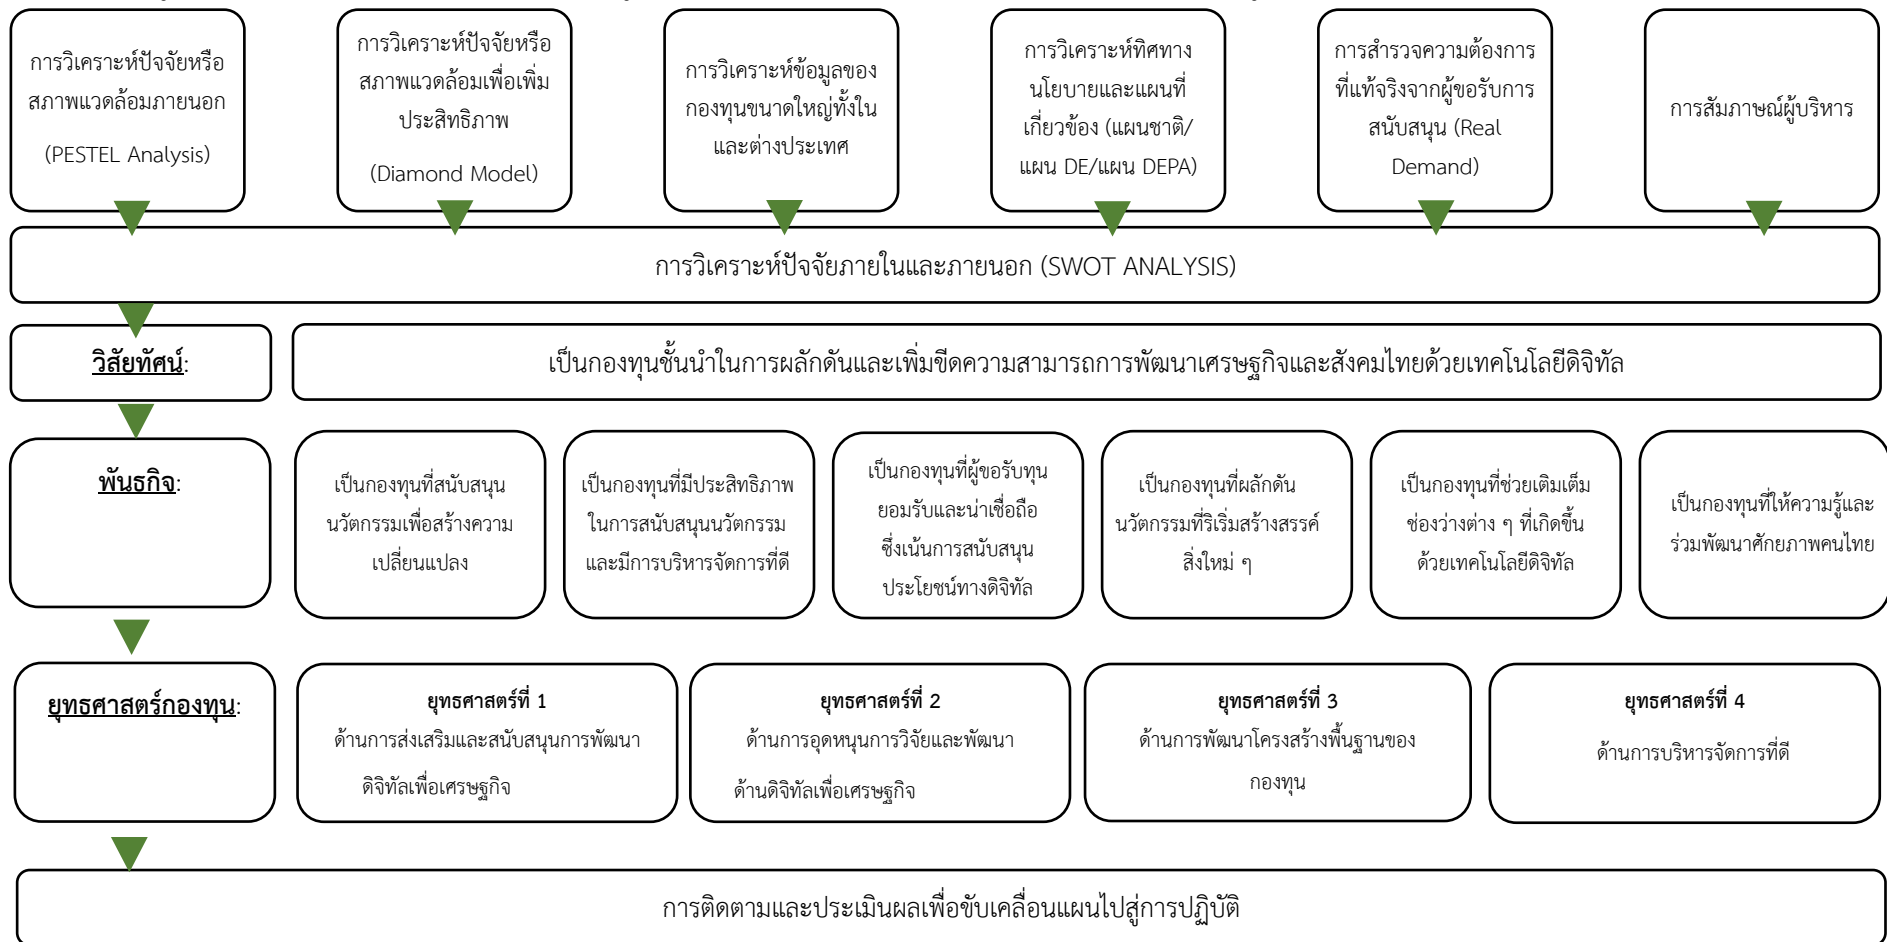 การวิเคราะห์ปัจจัยหรือ
สภาพแวดล้อมภายนอก
(PESTEL Analysis)
การวิเคราะห์ปัจจัยหรือ
สภาพแวดล้อมเพื่อเพิ่ม
ประสิทธิภาพ
(Diamond Model)
การวิเคราะห์ข้อมูลของ
กองทุนขนาดใหญ่ทั้งใน
และต่างประเทศ
การวิเคราะห์ทิศทาง
นโยบายและแผนที่
เกี่ยวข้อง (แผนชาติ/
แผน DE/แผน DEPA)
การสำรวจความต้องการ
ที่แท้จริงจากผู้ขอรับการ
สนับสนุน (Real
Demand)
การสัมภาษณ์ผู้บริหาร
การวิเคราะห์ปัจจัยภายในและภายนอก (SWOT ANALYSIS)
วิสัยทัศน์:
เป็นกองทุนชั้นนำในการผลักดันและเพิ่มขีดความสามารถการพัฒนาเศรษฐกิจและสังคมไทยด้วยเทคโนโลยีดิจิทัล
พันธกิจ:
เป็นกองทุนที่สนับสนุน
นวัตกรรมเพื่อสร้างความ
เปลี่ยนแปลง
เป็นกองทุนที่มีประสิทธิภาพ
ในการสนับสนุนนวัตกรรม
และมีการบริหารจัดการที่ดี
เป็นกองทุนที่ผู้ขอรับทุน
ยอมรับและน่าเชื่อถือ
ซึ่งเน้นการสนับสนุน
ประโยชน์ทางดิจิทัล
เป็นกองทุนที่ผลักดัน
นวัตกรรมที่ริเริ่มสร้างสรรค์
สิ่งใหม่ ๆ
เป็นกองทุนที่ช่วยเติมเต็ม
ช่องว่างต่าง ๆ ที่เกิดขึ้น
ด้วยเทคโนโลยีดิจิทัล
เป็นกองทุนที่ให้ความรู้และ
ร่วมพัฒนาศักยภาพคนไทย
ยุทธศาสตร์กองทุน:
ยุทธศาสตร์ที่ 1
ด้านการส่งเสริมและสนับสนุนการพัฒนา
ดิจิทัลเพื่อเศรษฐกิจ
ยุทธศาสตร์ที่ 2
ด้านการอุดหนุนการวิจัยและพัฒนา
ด้านดิจิทัลเพื่อเศรษฐกิจ
ยุทธศาสตร์ที่ 3
ด้านการพัฒนาโครงสร้างพื้นฐานของ
กองทุน
ยุทธศาสตร์ที่ 4
ด้านการบริหารจัดการที่ดี
การติดตามและประเมินผลเพื่อขับเคลื่อนแผนไปสู่การปฏิบัติ